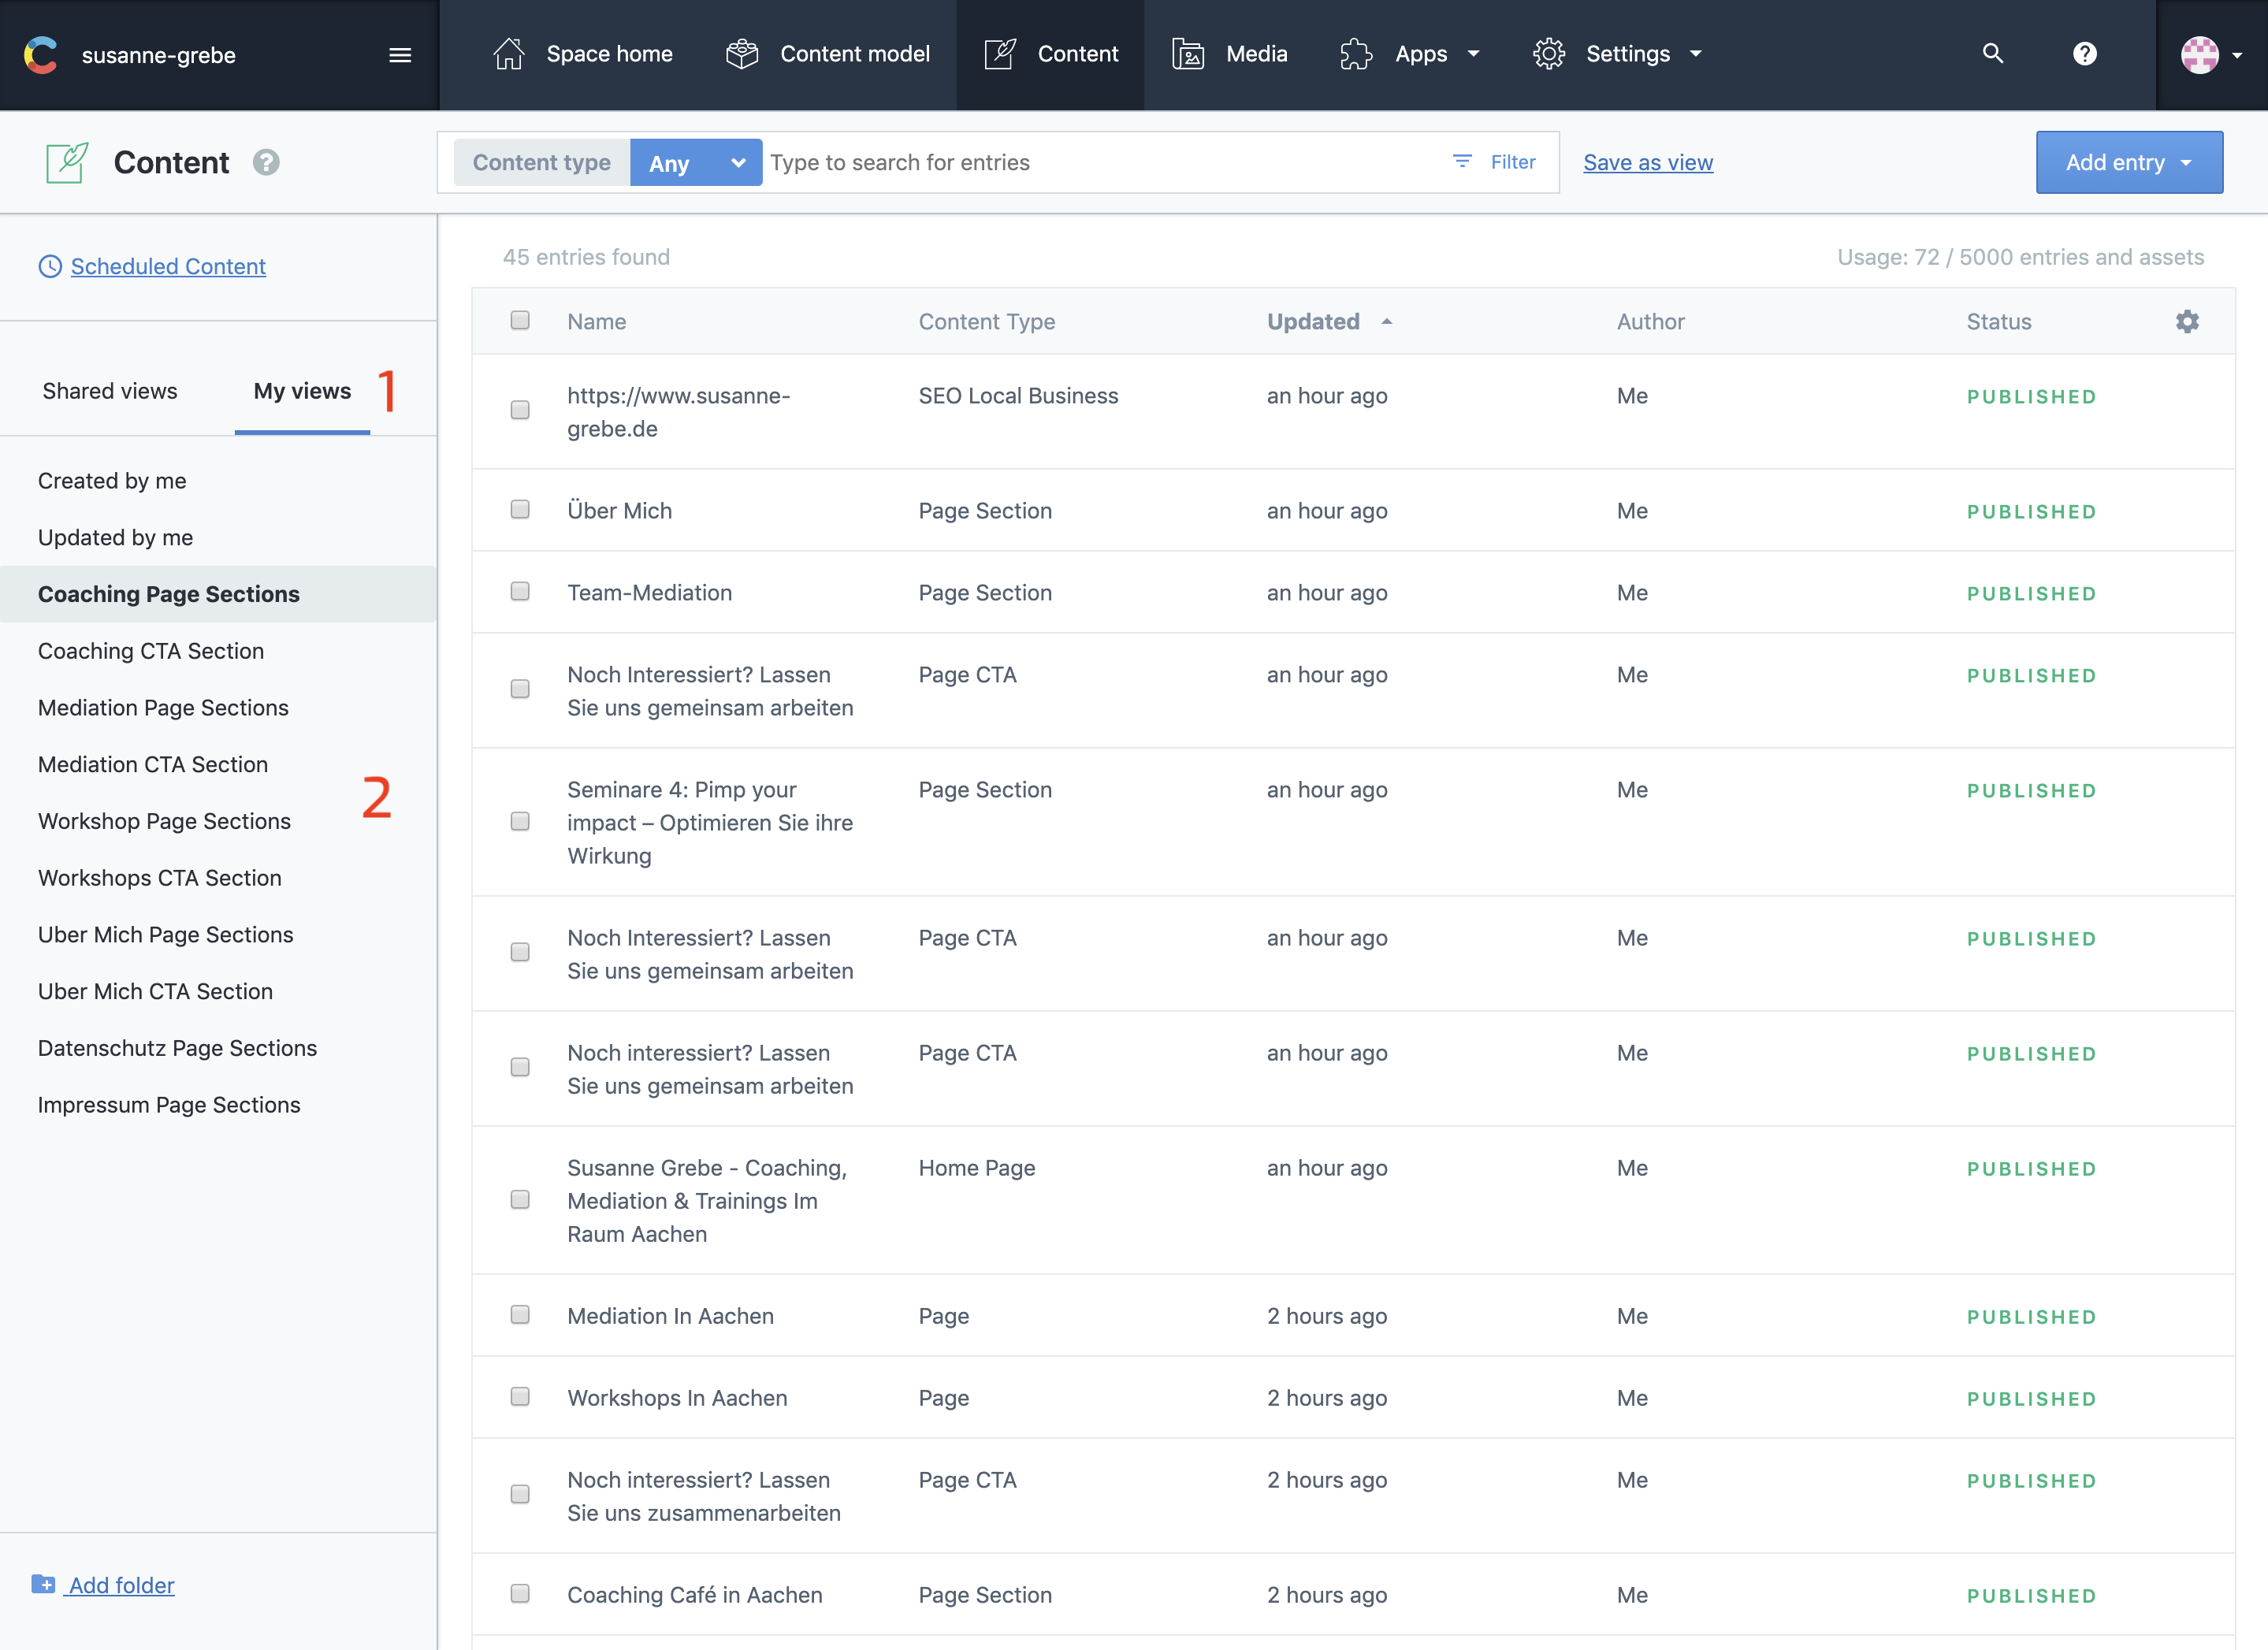 susanne-grebe
Space home
Content model
Content
Media
Apps
Settings
Content
Content type
Any
Type to search for entries
Filter
Save as view
Add entry
Scheduled Content
Shared views
My views
1
Created by me
Updated by me
Coaching Page Sections
Coaching CTA Section
Mediation Page Sections
Mediation CTA Section
2
Workshop Page Sections
Workshops CTA Section
Uber Mich Page Sections
Uber Mich CTA Section
Datenschutz Page Sections
Impressum Page Sections
Add folder
45 entries found
Usage: 72 / 5000 entries and assets
Name Content Type Updated Author Status
https://www.susanne- SEO Local Business an hour ago Me PUBLISHED
grebe.de
Über Mich Page Section an hour ago Me PUBLISHED
Team-Mediation Page Section an hour ago Me PUBLISHED
Noch Interessiert? Lassen Page CTA an hour ago Me PUBLISHED
Sie uns gemeinsam arbeiten
Seminare 4: Pimp your Page Section an hour ago Me PUBLISHED
impact – Optimieren Sie ihre
Wirkung
Noch Interessiert? Lassen Page CTA an hour ago Me PUBLISHED
Sie uns gemeinsam arbeiten
Noch interessiert? Lassen Page CTA an hour ago Me PUBLISHED
Sie uns gemeinsam arbeiten
Susanne Grebe - Coaching, Home Page an hour ago Me PUBLISHED
Mediation & Trainings Im
Raum Aachen
Mediation In Aachen Page 2 hours ago Me PUBLISHED
Workshops In Aachen Page 2 hours ago Me PUBLISHED
Noch interessiert? Lassen Page CTA 2 hours ago Me PUBLISHED
Sie uns zusammenarbeiten
Coaching Café in Aachen Page Section 2 hours ago Me PUBLISHED